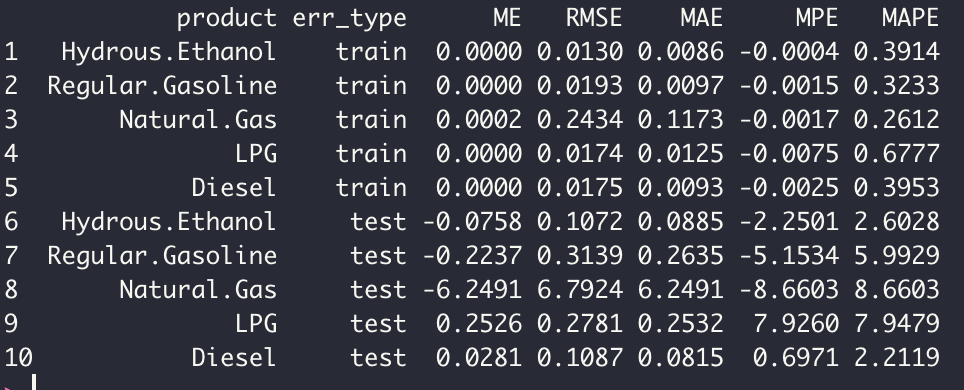 product err_type ME RMSE MAE MPE MAPE
1 Hydrous.Ethanol train 0.0000 0.0130 0.0086 -0.0004 0.3914
2 Regular.Gasoline train 0.0000 0.0193 0.0097 -0.0015 0.3233
3 Natural.Gas train 0.0002 0.2434 0.1173 -0.0017 0.2612
4 LPG train 0.0000 0.0174 0.0125 -0.0075 0.6777
5 Diesel train 0.0000 0.0175 0.0093 -0.0025 0.3953
6 Hydrous.Ethanol test -0.0758 0.1072 0.0885 -2.2501 2.6028
7 Regular.Gasoline test -0.2237 0.3139 0.2635 -5.1534 5.9929
8 Natural.Gas test -6.2491 6.7924 6.2491 -8.6603 8.6603
9 LPG test 0.2526 0.2781 0.2532 7.9260 7.9479
10 Diesel test 0.0281 0.1087 0.0815 0.6971 2.2119